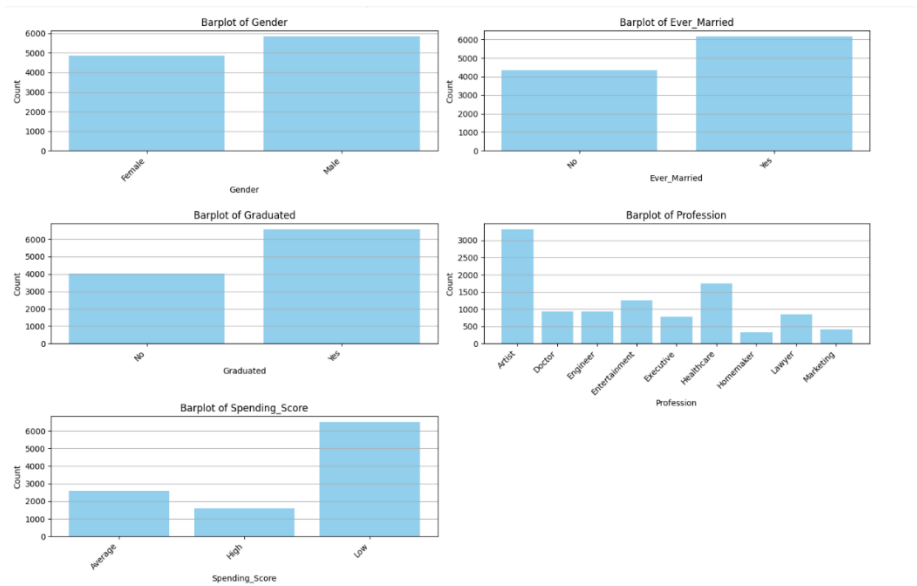 Barplot of Gender
6000
5000
4000
3000
2000
1000
0
Count
Female
Male
Gender
Barplot of Ever_Married
6000
5000
4000
3000
2000
1000
0
Count
No
Yes
Ever_Married
Barplot of Graduated
6000
5000
4000
3000
2000
1000
0
Count
No
Yes
Graduated
Barplot of Profession
3000
2500
2000
1500
1000
500
0
Count
Artist
Doctor
Engineer
Entertainment
Executive
Healthcare
Homemaker
Lawyer
Marketing
Profession
Barplot of Spending_Score
6000
5000
4000
3000
2000
1000
0
Count
Average
High
Low
Spending_Score